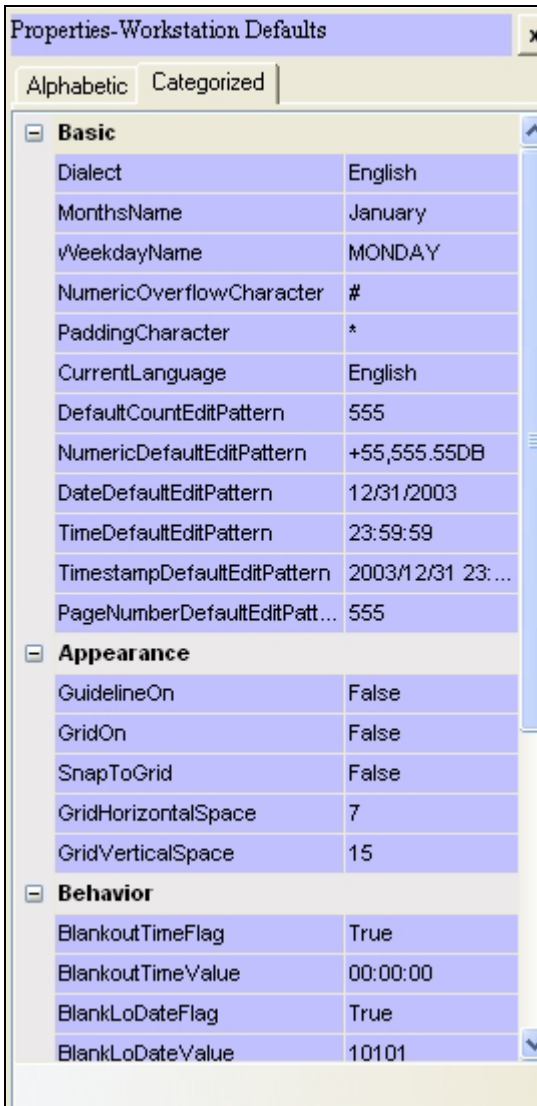 Properties-Workstation Defaults x
Alphabetic Categorized
Basic
Dialect English
MonthsName January
WeekdayName MONDAY
NumericOverflowCharacter #
PaddingCharacter *
CurrentLanguage English
DefaultCountEditPattern 555
NumericDefaultEditPattern +55,555.55DB
DateDefaultEditPattern 12/31/2003
TimeDefaultEditPattern 23:59:59
TimestampDefaultEditPattern 2003/12/31 23:...
PageNumberDefaultEditPatt... 555
Appearance
GuidelineOn False
GridOn False
SnapToGrid False
GridHorizontalSpace 7
GridVerticalSpace 15
Behavior
BlankoutTimeFlag True
BlankoutTimeValue 00:00:00
BlankLoDateFlag True
BlankLoDateValue 10101